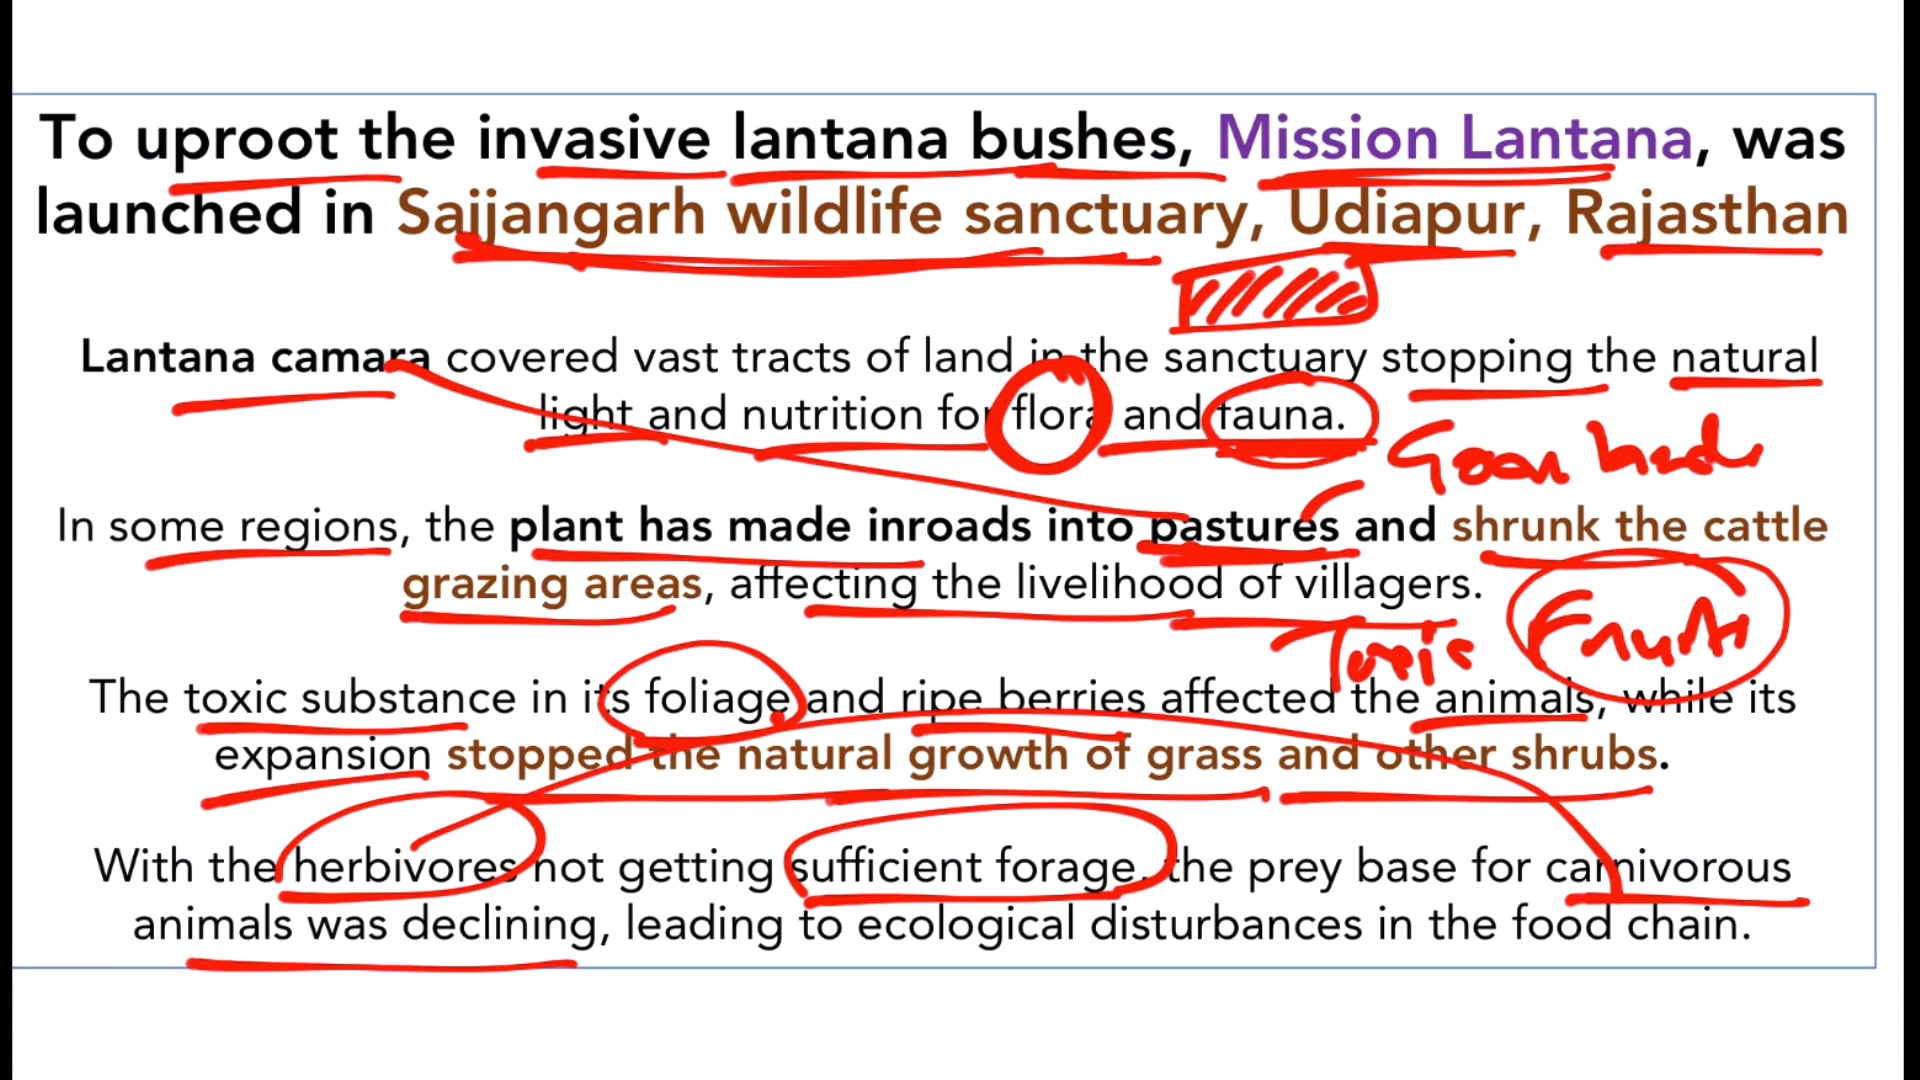 To uproot the invasive lantana bushes, Mission Lantana, was
launched in Sajjangarh wildlife sanctuary, Udiapur, Rajasthan
Lantana camara covered vast tracts of land in the sanctuary stopping the natural
light and nutrition for flora and fauna.
In some regions, the plant has made inroads into pastures and shrunk the cattle
grazing areas, affecting the livelihood of villagers.
Toxic
Fruits
The toxic substance in its foliage and ripe berries affected the animals, while its
expansion stopped the natural growth of grass and other shrubs.
With the herbivores not getting sufficient forage, the prey base for carnivorous
animals was declining, leading to ecological disturbances in the food chain.